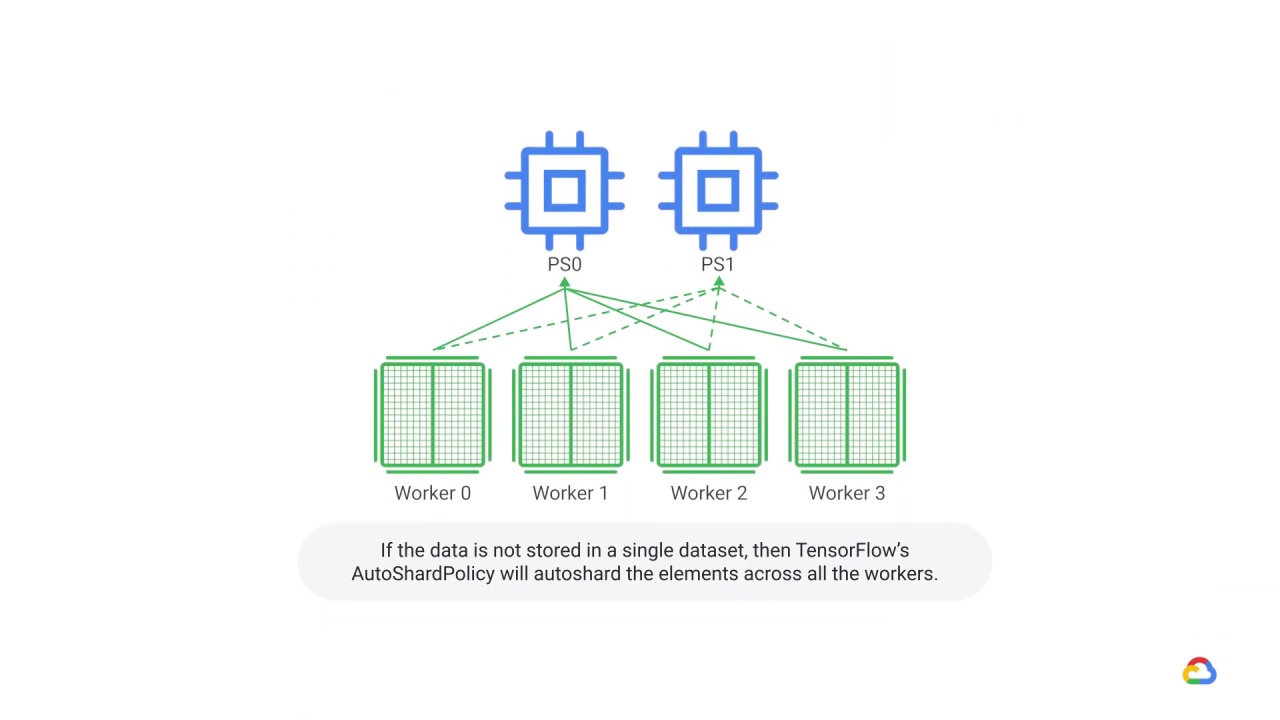 PS0 PS1
Worker 0 Worker 1 Worker 2 Worker 3
If the data is not stored in a single dataset, then TensorFlow’s
AutoShardPolicy will autoshard the elements across all the workers.